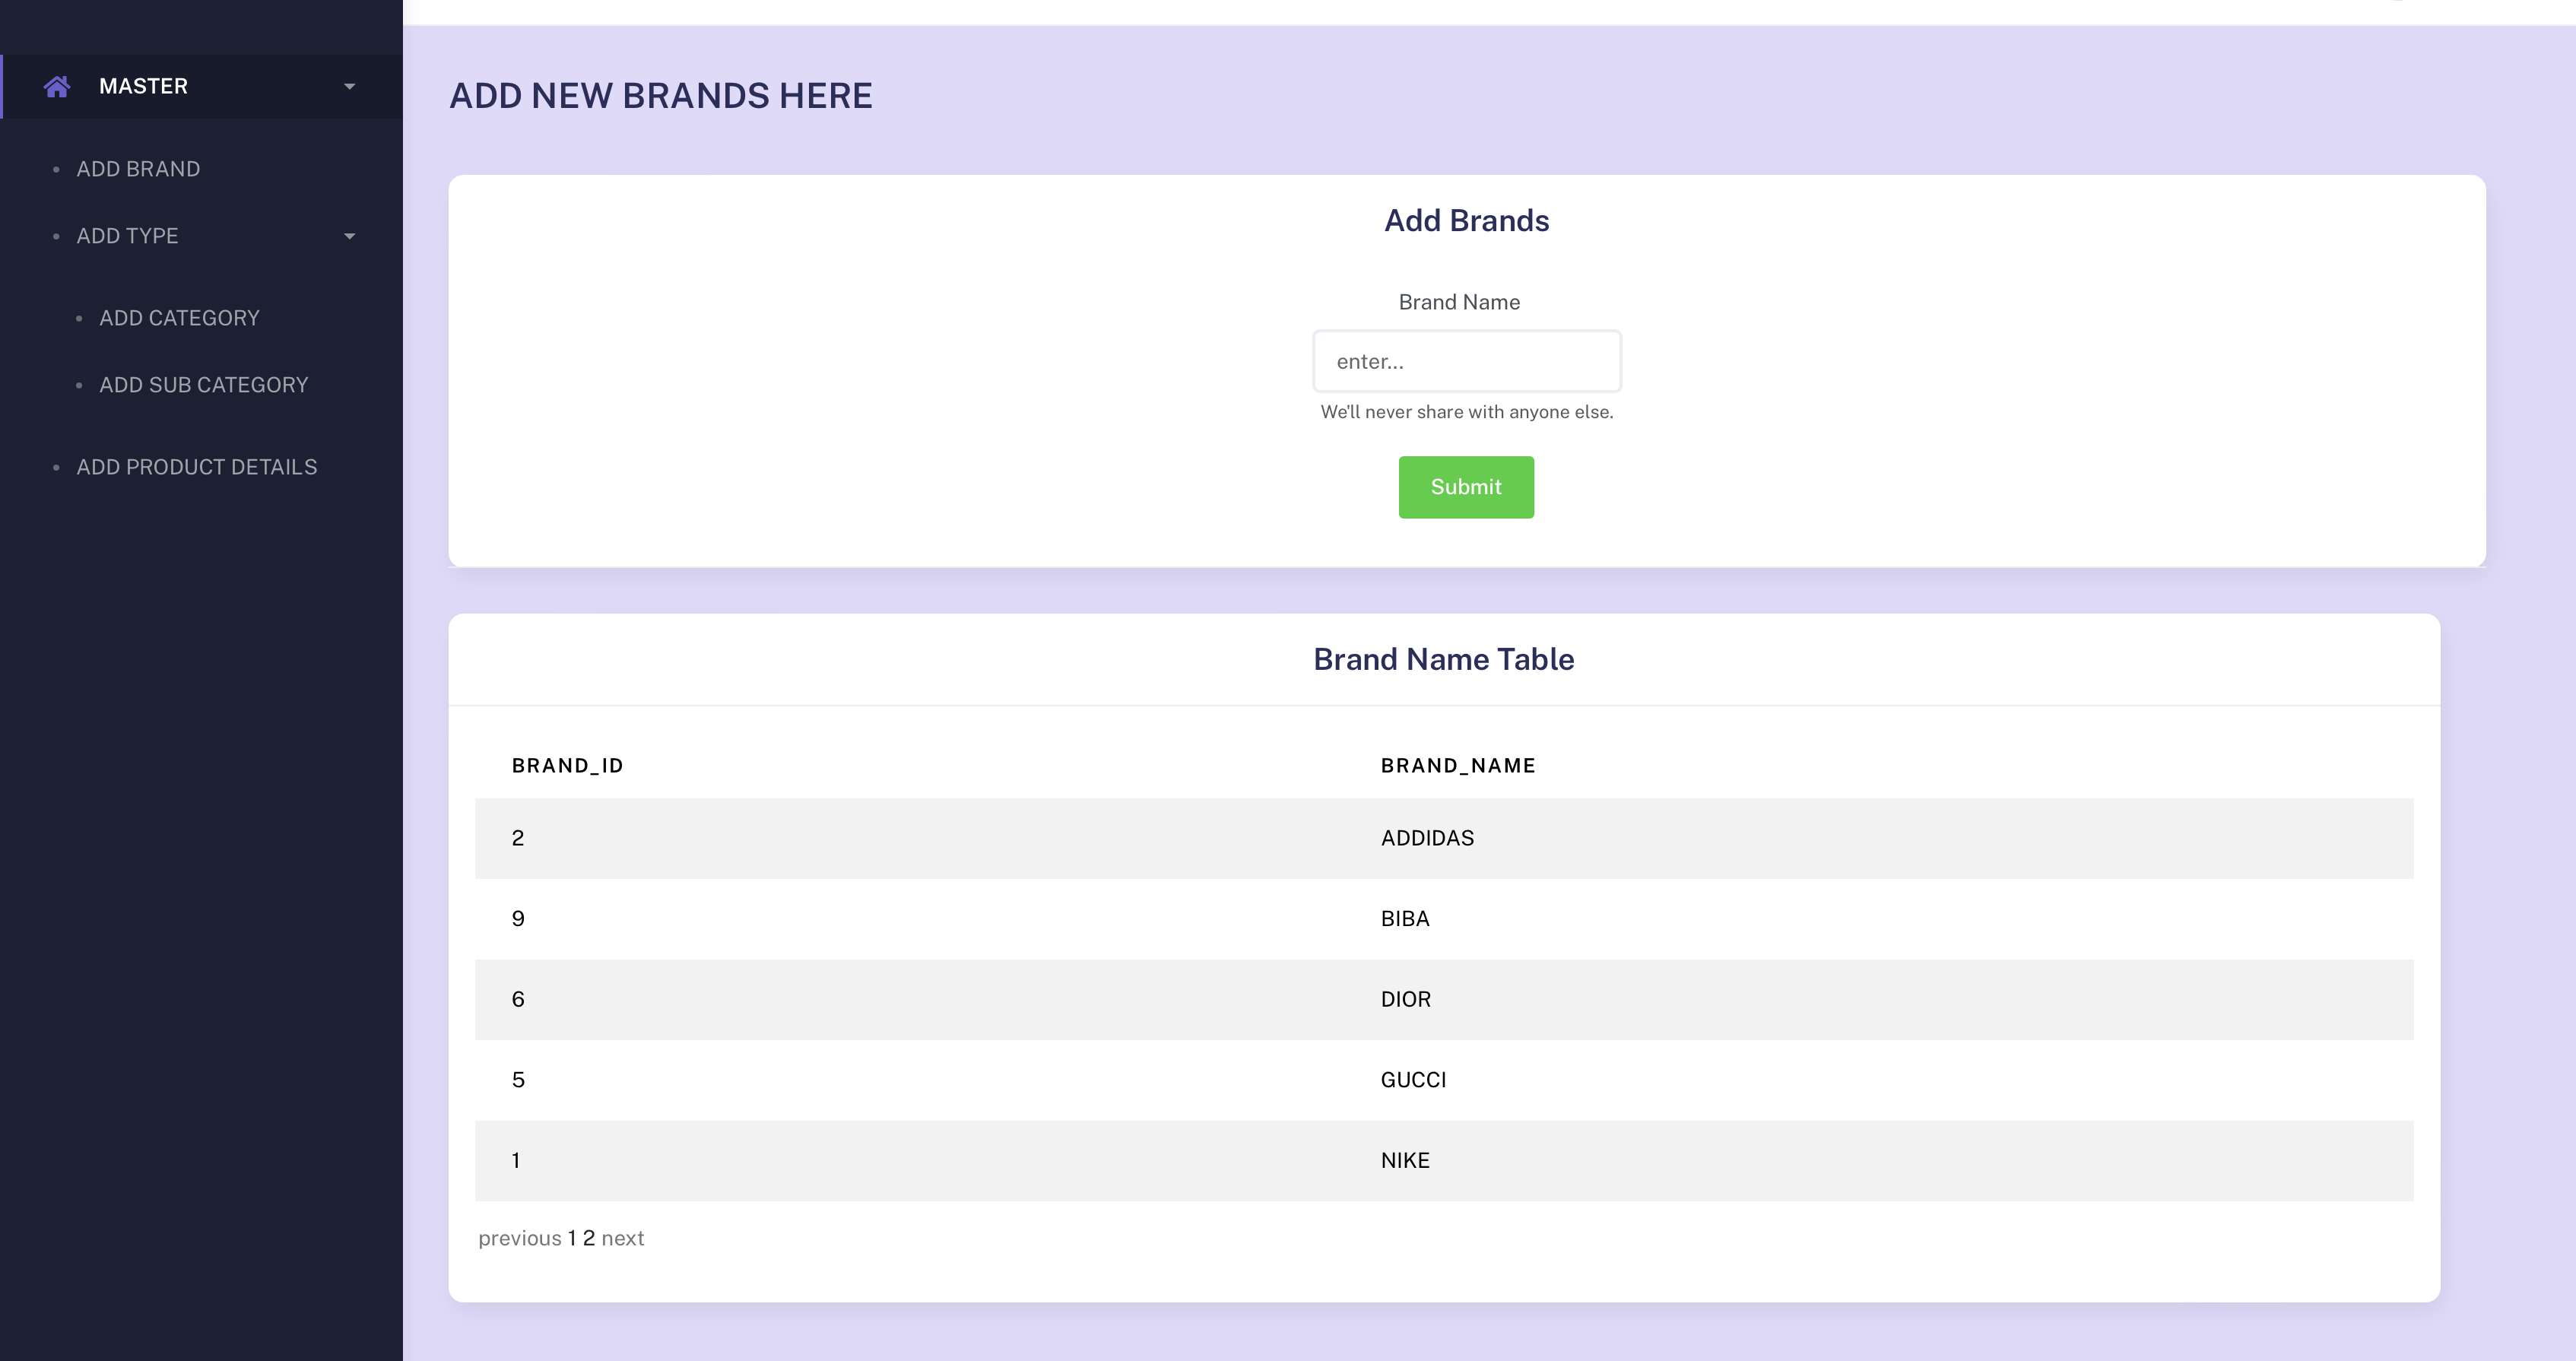 MASTER
ADD BRAND
ADD TYPE
ADD CATEGORY
ADD SUB CATEGORY
ADD PRODUCT DETAILS
ADD NEW BRANDS HERE
Add Brands
Brand Name
enter...
We'll never share with anyone else.
Submit
Brand Name Table
BRAND_ID BRAND_NAME
2 ADDIDAS
9 BIBA
6 DIOR
5 GUCCI
1 NIKE
previous 1 2 next